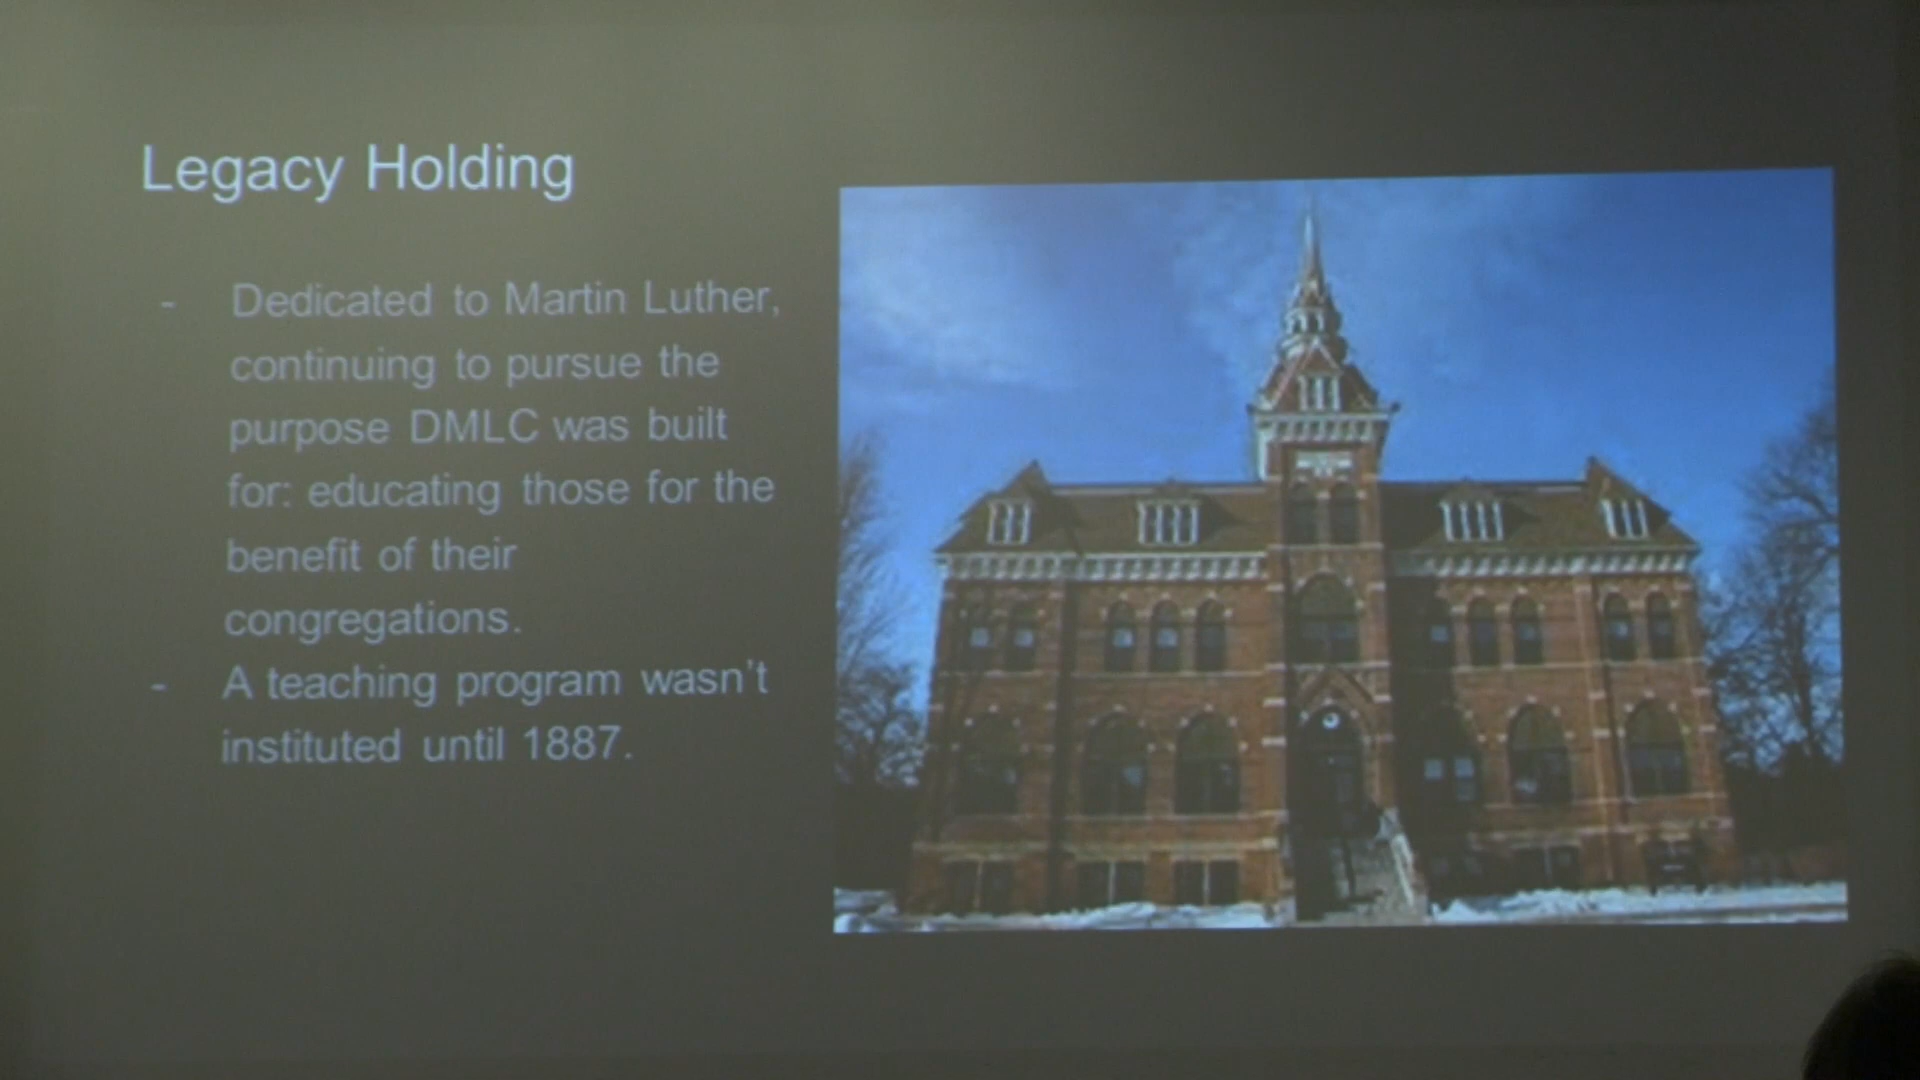 Legacy Holding
- Dedicated to Martin Luther,
continuing to pursue the
purpose DMLC was built
for: educating those for the
benefit of their
congregations.
- A teaching program wasn't
instituted until 1887.